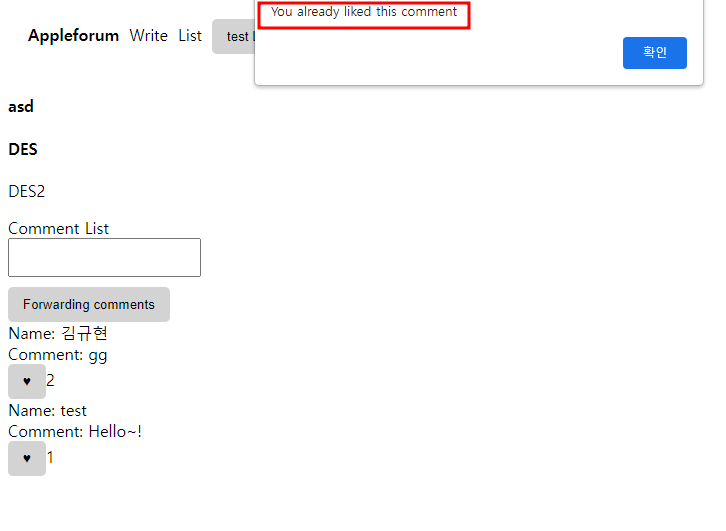 You already liked this comment
Appleforum Write List test
확인
asd
DES
DES2
Comment List
Forwarding comments
Name: 김규현
Comment: gg
♥ 2
Name: test
Comment: Hello~!
♥ 1